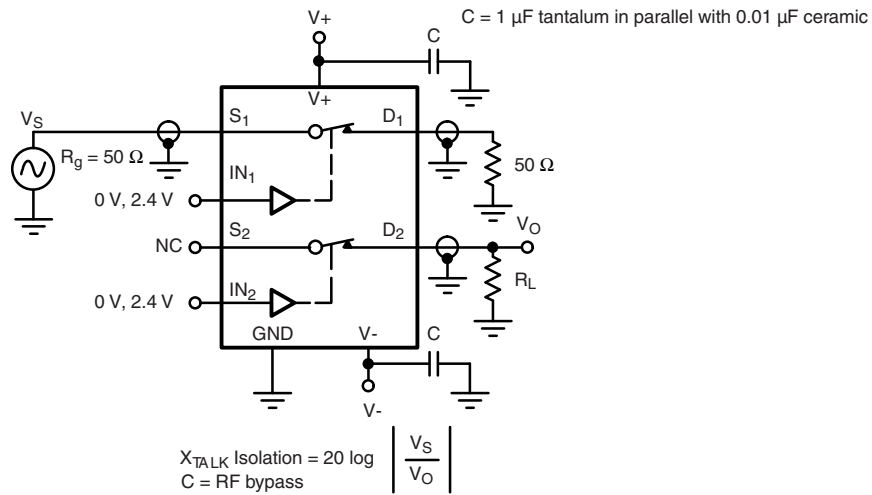 V+
C = 1 µF tantalum in parallel with 0.01 µF ceramic
C
V+
VS
S1
D1
Rg = 50 Ω
50 Ω
IN1
0 V, 2.4 V
S2
D2
VO
NC
RL
IN2
0 V, 2.4 V
GND
V-
C
V-
XTALK Isolation = 20 log | VS / VO |
C = RF bypass